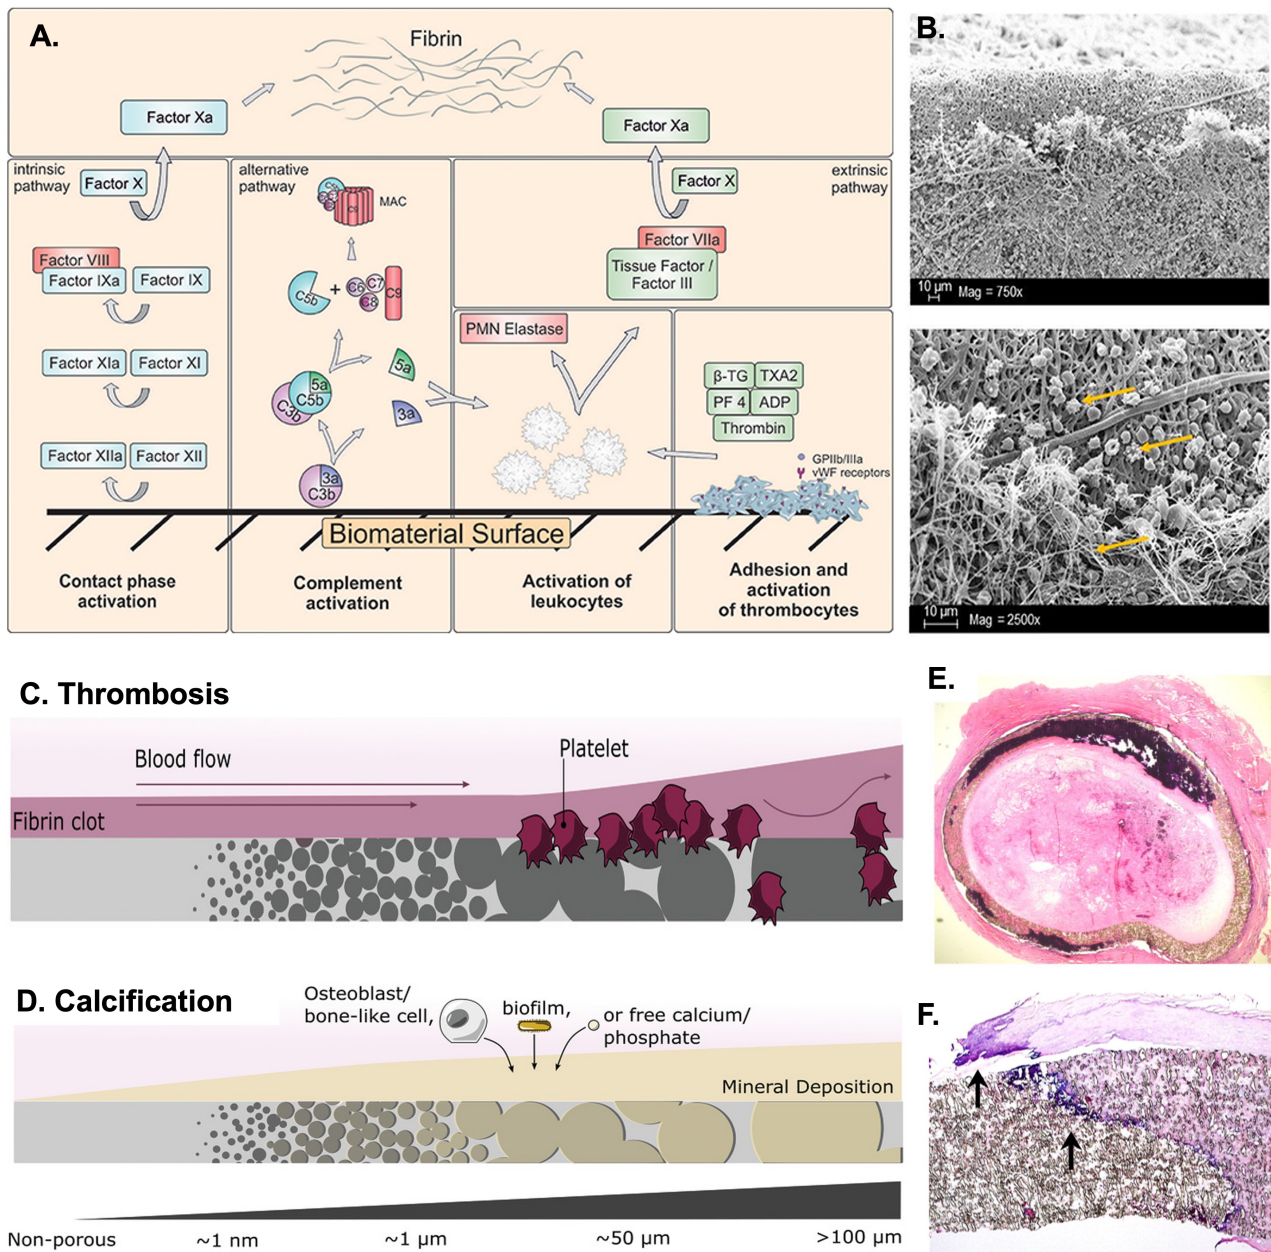 A.
Fibrin
Factor Xa
Factor Xa
intrinsic
pathway
Factor X
alternative
pathway
MAC
C9
extrinsic
pathway
Factor X
Factor VIII
Factor IXa
Factor IX
Factor VIIa
Tissue Factor /
Factor III
C5b
+
C6
C7
C8
C9
Factor XIa
Factor XI
5a
C5b
C3b
5a
3a
PMN Elastase
β-TG
TXA2
PF 4
ADP
Thrombin
Factor XIIa
Factor XII
3a
C3b
GPIIb/IIIa
vWF receptors
Biomaterial Surface
Contact phase
activation
Complement
activation
Activation of
leukocytes
Adhesion and
activation
of thrombocytes
B.
10 µm
Mag = 750x
10 µm
Mag = 2500x
C. Thrombosis
Blood flow
Platelet
Fibrin clot
D. Calcification
Osteoblast/
bone-like cell,
biofilm,
or free calcium/
phosphate
Mineral Deposition
Non-porous
~1 nm
~1 µm
~50 µm
>100 µm
E.
F.